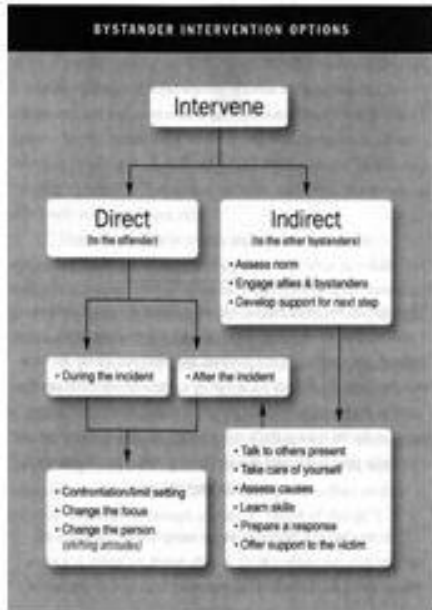 BYSTANDER INTERVENTION OPTIONS
Intervene
Direct
(to the offender)
Indirect
(to the other bystanders)
• Assess norm
• Engage allies & bystanders
• Develop support for next step
• During the incident
• After the incident
• Confrontation/limit setting
• Change the focus
• Change the person
(shifting attitudes)
• Talk to others present
• Take care of yourself
• Assess causes
• Learn skills
• Prepare a response
• Offer support to the victim